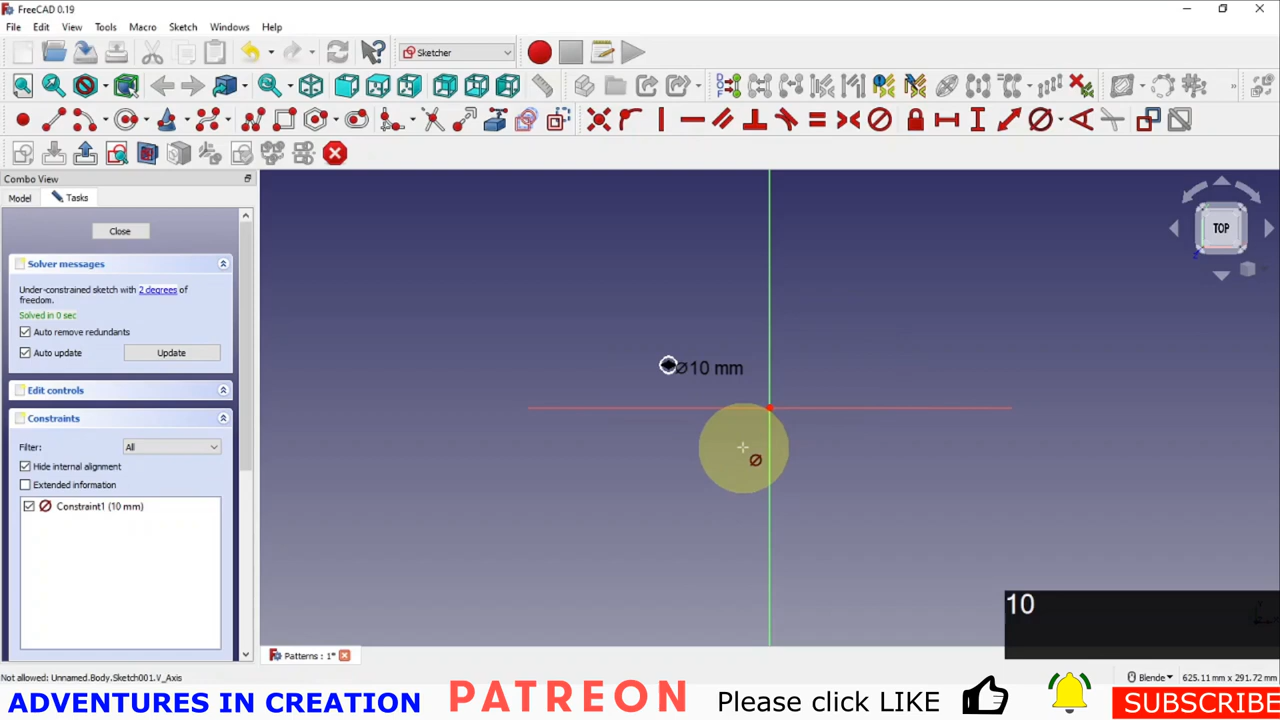 FreeCAD 0.19
File Edit View Tools Macro Sketch Windows Help
Sketcher
Combo View
Model Tasks
Close
Solver messages
Under-constrained sketch with 2 degrees of
freedom.
Solved in 0 sec
Auto remove redundants
Auto update Update
Edit controls
Constraints
Filter: All
Hide internal alignment
Extended information
Constraint1 (10 mm)
TOP
⌀10 mm
10
Patterns : 1*
Not allowed: Unnamed.Body.Sketch001.V_Axis
Blende 625.11 mm x 291.72 mm
ADVENTURES IN CREATION PATREON Please click LIKE SUBSCRIBE